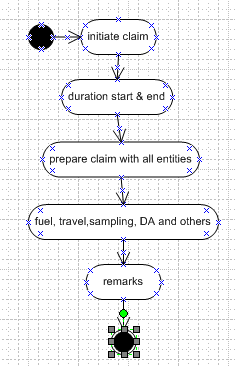 initiate claim
duration start & end
prepare claim with all entities
fuel, travel,sampling, DA and others
remarks